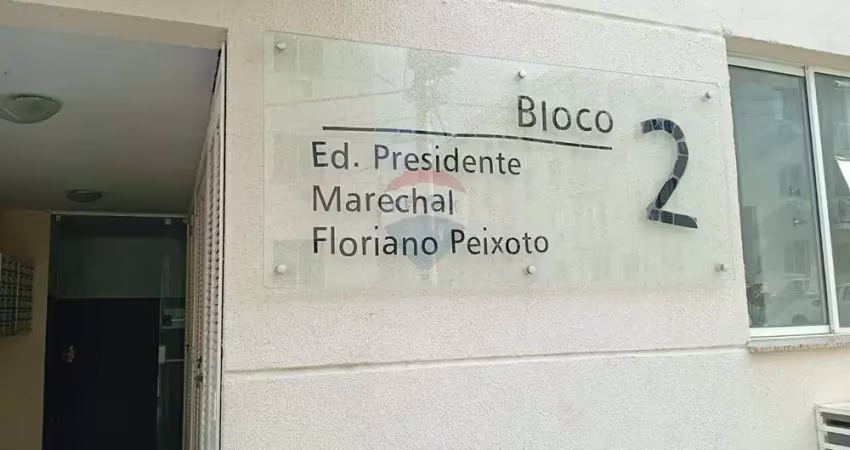 Bloco 2
Ed. Presidente
Marechal
Floriano Peixoto